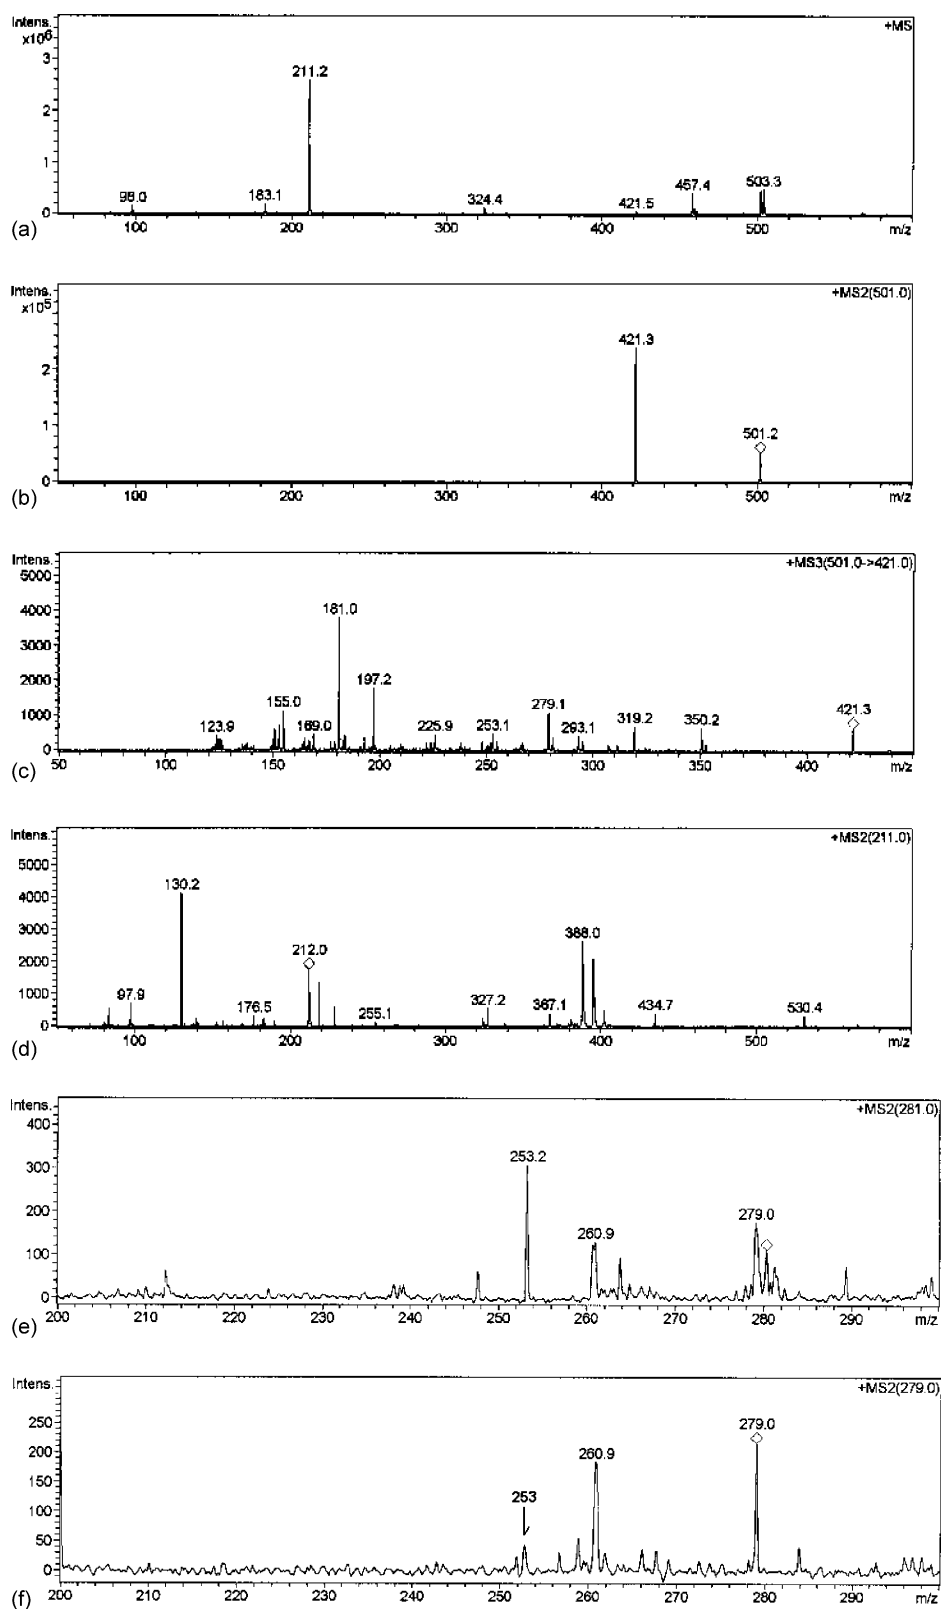 Intens.
x10⁶
+MS
3
2
1
0
98.0
183.1
211.2
324.4
421.5
457.4
503.3
100 200 300 400 500 m/z
(a)
Intens.
x10⁵
+MS2(501.0)
2
1
0
421.3
501.2
100 200 300 400 500 m/z
(b)
Intens.
+MS3(501.0->421.0)
5000
4000
3000
2000
1000
0
123.9
155.0
169.0
181.0
197.2
225.9
253.1
279.1
293.1
319.2
350.2
421.3
50 100 150 200 250 300 350 400 m/z
(c)
Intens.
+MS2(211.0)
5000
4000
3000
2000
1000
0
97.9
130.2
176.5
212.0
255.1
327.2
367.1
388.0
434.7
530.4
100 200 300 400 500 m/z
(d)
Intens.
+MS2(281.0)
400
300
200
100
0
253.2
260.9
279.0
200 210 220 230 240 250 260 270 280 290 m/z
(e)
Intens.
+MS2(279.0)
250
200
150
100
50
0
253
260.9
279.0
200 210 220 230 240 250 260 270 280 290 m/z
(f)